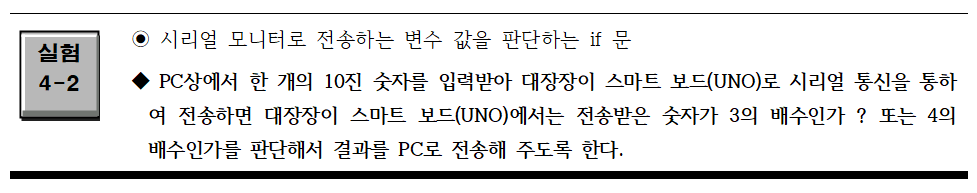 실험
4-2
◉ 시리얼 모니터로 전송하는 변수 값을 판단하는 if 문
◆ PC상에서 한 개의 10진 숫자를 입력받아 대장장이 스마트 보드(UNO)로 시리얼 통신을 통하
여 전송하면 대장장이 스마트 보드(UNO)에서는 전송받은 숫자가 3의 배수인가 ? 또는 4의
배수인가를 판단해서 결과를 PC로 전송해 주도록 한다.